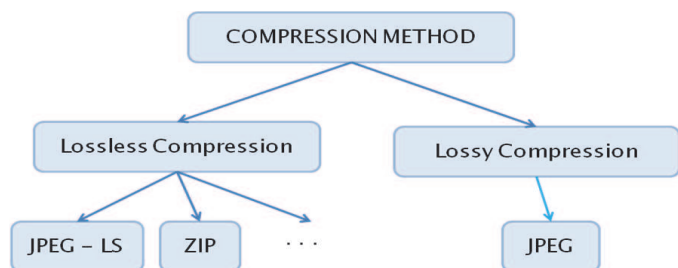 COMPRESSION METHOD
Lossless Compression
Lossy Compression
JPEG – LS
ZIP
. . .
JPEG